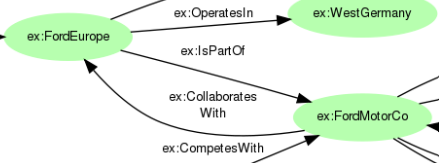 ex:OperatesIn
ex:WestGermany
ex:FordEurope
ex:IsPartOf
ex:Collaborates
With
ex:FordMotorCo
ex:CompetesWith